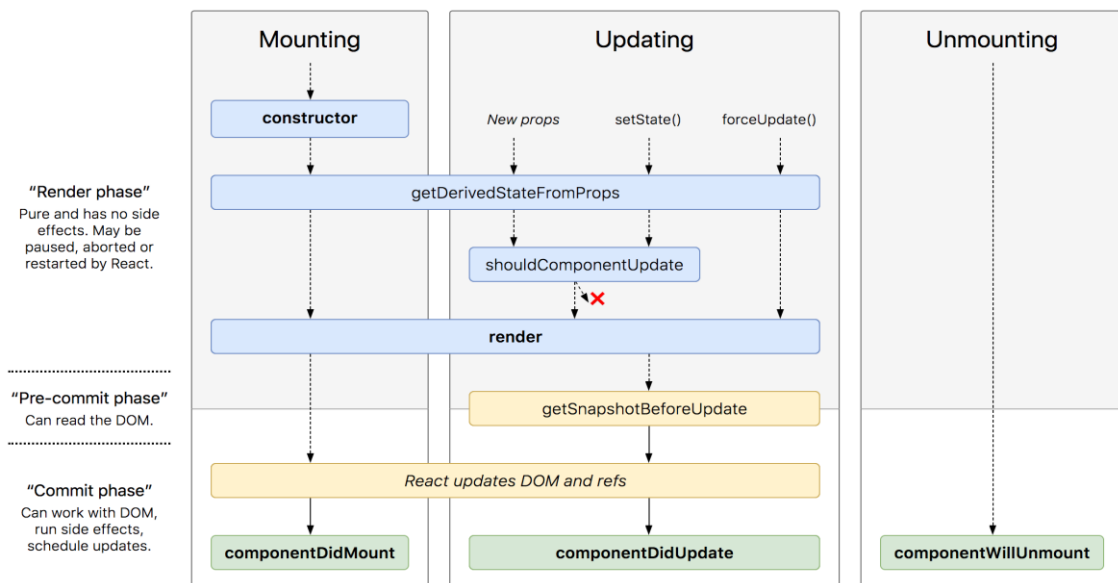 Mounting
Updating
Unmounting
constructor
New props
setState()
forceUpdate()
“Render phase”
Pure and has no side
effects. May be
paused, aborted or
restarted by React.
getDerivedStateFromProps
shouldComponentUpdate
render
“Pre-commit phase”
Can read the DOM.
getSnapshotBeforeUpdate
“Commit phase”
Can work with DOM,
run side effects,
schedule updates.
React updates DOM and refs
componentDidMount
componentDidUpdate
componentWillUnmount